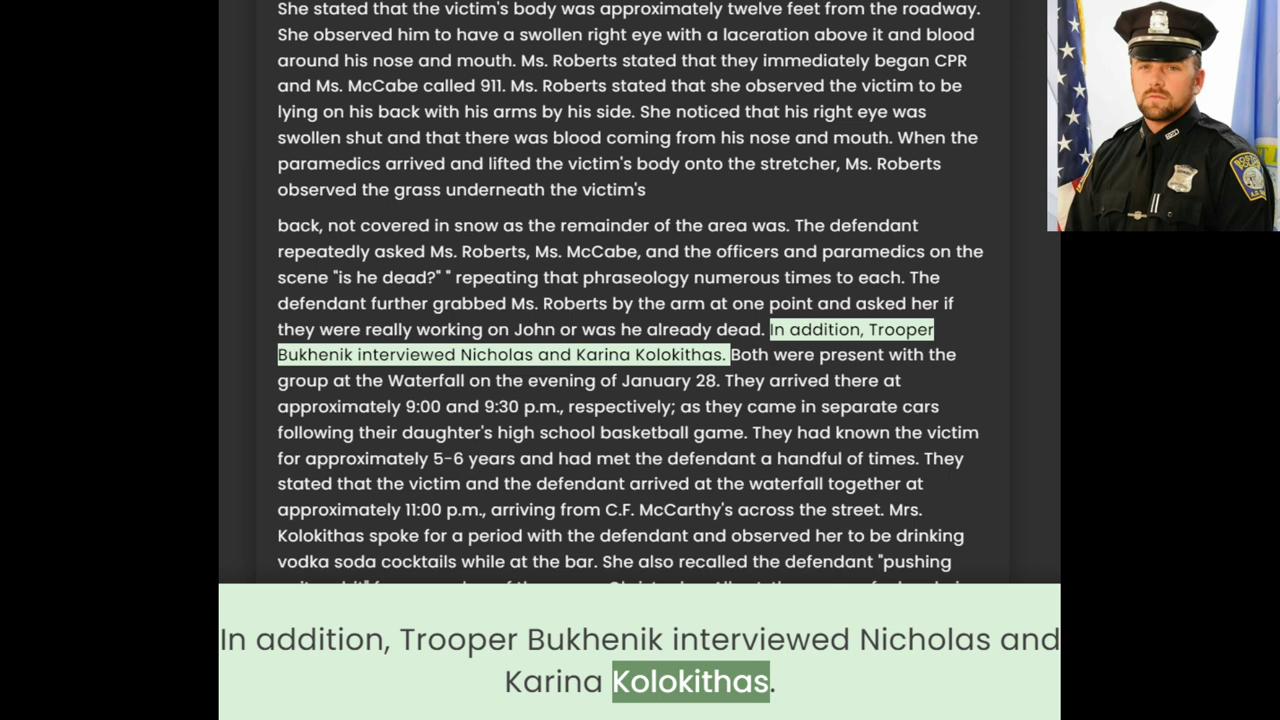 She stated that the victim's body was approximately twelve feet from the roadway.
She observed him to have a swollen right eye with a laceration above it and blood
around his nose and mouth. Ms. Roberts stated that they immediately began CPR
and Ms. McCabe called 911. Ms. Roberts stated that she observed the victim to be
lying on his back with his arms by his side. She noticed that his right eye was
swollen shut and that there was blood coming from his nose and mouth. When the
paramedics arrived and lifted the victim's body onto the stretcher, Ms. Roberts
observed the grass underneath the victim's
back, not covered in snow as the remainder of the area was. The defendant
repeatedly asked Ms. Roberts, Ms. McCabe, and the officers and paramedics on the
scene "is he dead?" " repeating that phraseology numerous times to each. The
defendant further grabbed Ms. Roberts by the arm at one point and asked her if
they were really working on John or was he already dead. In addition, Trooper
Bukhenik interviewed Nicholas and Karina Kolokithas. Both were present with the
group at the Waterfall on the evening of January 28. They arrived there at
approximately 9:00 and 9:30 p.m., respectively; as they came in separate cars
following their daughter's high school basketball game. They had known the victim
for approximately 5-6 years and had met the defendant a handful of times. They
stated that the victim and the defendant arrived at the waterfall together at
approximately 11:00 p.m., arriving from C.F. McCarthy's across the street. Mrs.
Kolokithas spoke for a period with the defendant and observed her to be drinking
vodka soda cocktails while at the bar. She also recalled the defendant "pushing
In addition, Trooper Bukhenik interviewed Nicholas and
Karina Kolokithas.